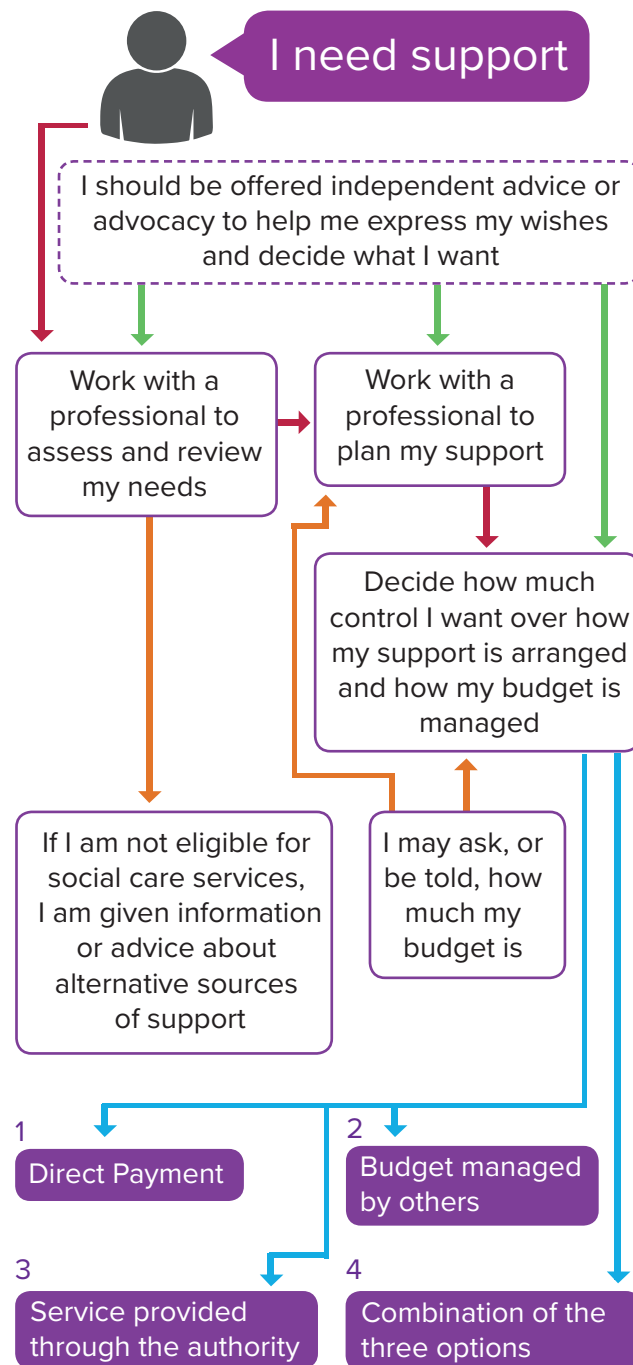 I need support
I should be offered independent advice or
advocacy to help me express my wishes
and decide what I want
Work with a
professional to
assess and review
my needs
Work with a
professional to
plan my support
Decide how much
control I want over how
my support is arranged
and how my budget is
managed
If I am not eligible for
social care services,
I am given information
or advice about
alternative sources
of support
I may ask, or
be told, how
much my
budget is
1
Direct Payment
2
Budget managed
by others
3
Service provided
through the authority
4
Combination of the
three options